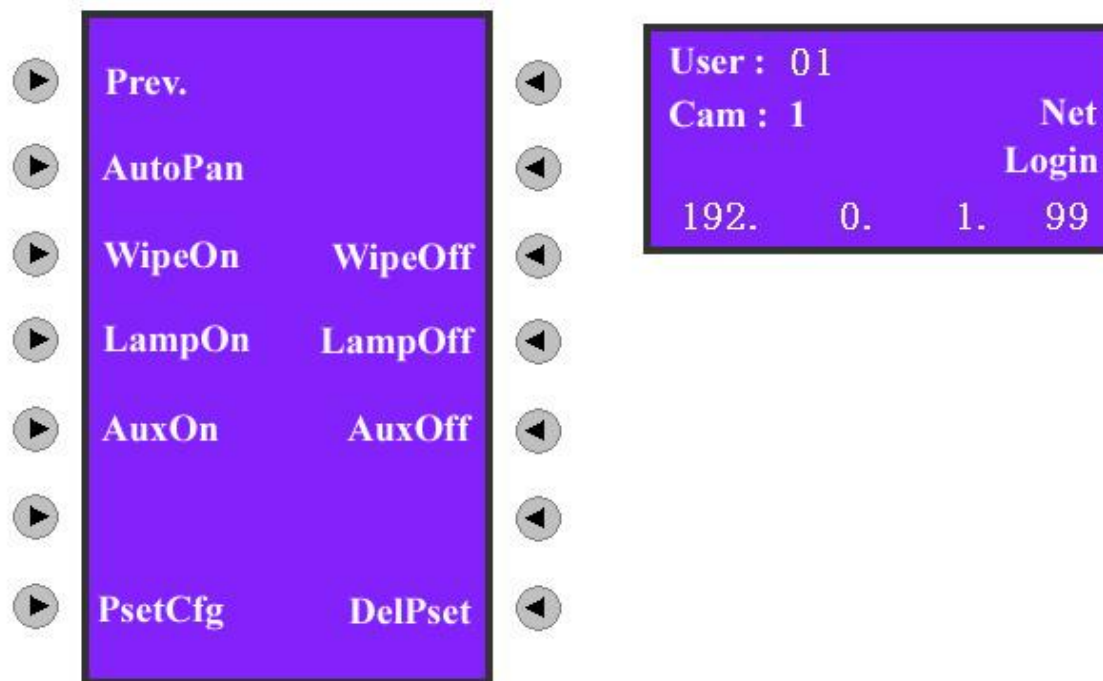 Prev.
AutoPan
WipeOn WipeOff
LampOn LampOff
AuxOn AuxOff
PsetCfg DelPset
User : 01
Cam : 1 Net
Login
192. 0. 1. 99